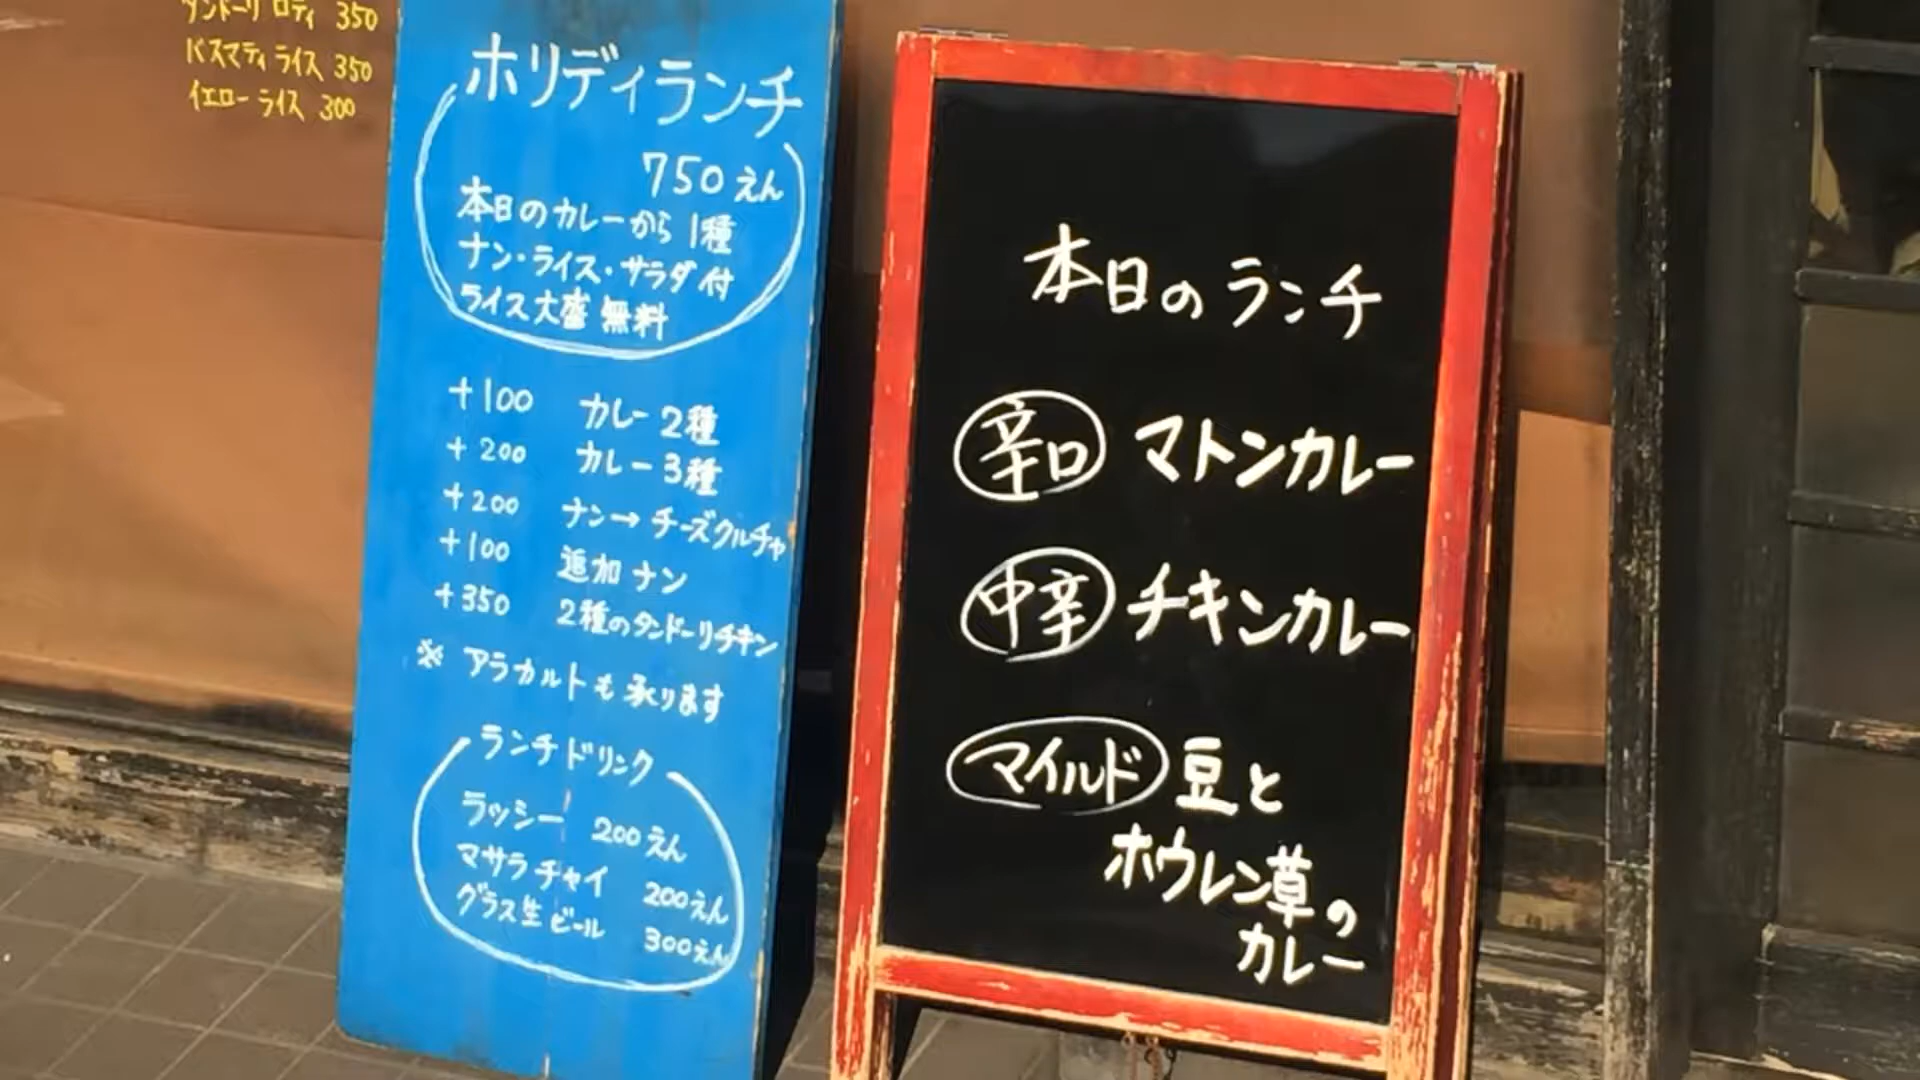 タンドーリ ロティ 350
バスマティ ライス 350
イエロー ライス 300
ホリディランチ
750えん
本日のカレーから1種
ナン・ライス・サラダ付
ライス大盛 無料
+100 カレー2種
+200 カレー3種
+200 ナン→チーズクルチャ
+100 追加ナン
+350 2種のタンドーリチキン
※ アラカルトも承ります
ランチドリンク
ラッシー 200えん
マサラチャイ 200えん
グラス生ビール 300えん
本日のランチ
辛口 マトンカレー
中辛 チキンカレー
マイルド 豆と
ホウレン草の
カレー